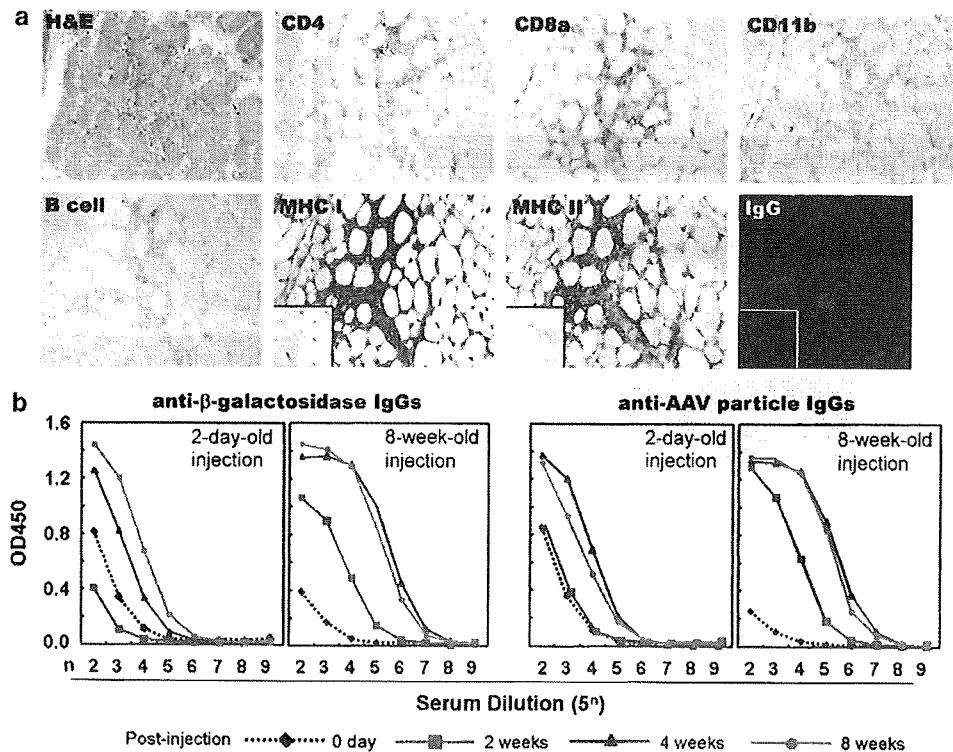 a
H&E
CD4
CD8a
CD11b
B cell
MHC I
MHC II
IgG
b
anti-β-galactosidase IgGs
anti-AAV particle IgGs
2-day-old injection
8-week-old injection
2-day-old injection
8-week-old injection
OD450
1.6
1.2
0.8
0.4
0.0
n 2 3 4 5 6 7 8 9 2 3 4 5 6 7 8 9 2 3 4 5 6 7 8 9 2 3 4 5 6 7 8 9
Serum Dilution (5ⁿ)
Post-injection 0 day 2 weeks 4 weeks 8 weeks